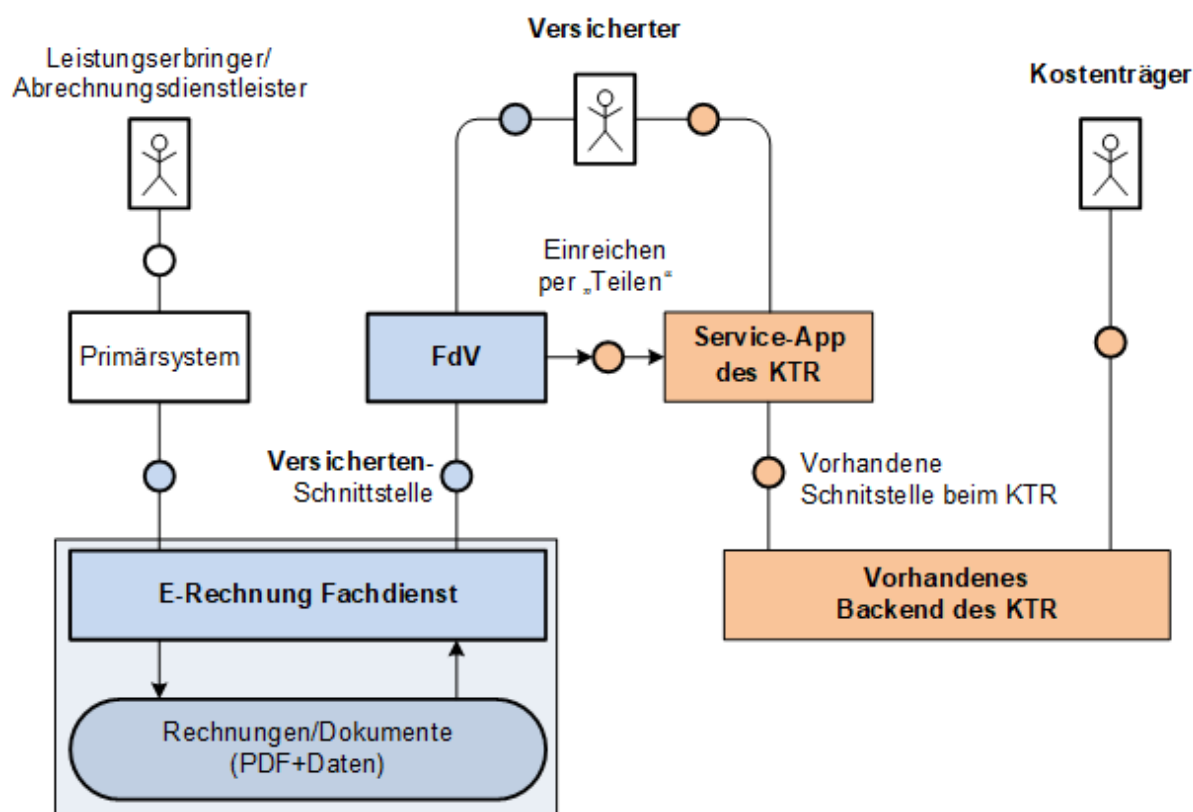 Versicherter
Leistungserbringer/
Abrechnungsdienstleister
Kostenträger
Einreichen
per „Teilen“
Primärsystem
FdV
Service-App
des KTR
Versicherten-
Schnittstelle
Vorhandene
Schnitstelle beim KTR
E-Rechnung Fachdienst
Vorhandenes
Backend des KTR
Rechnungen/Dokumente
(PDF+Daten)